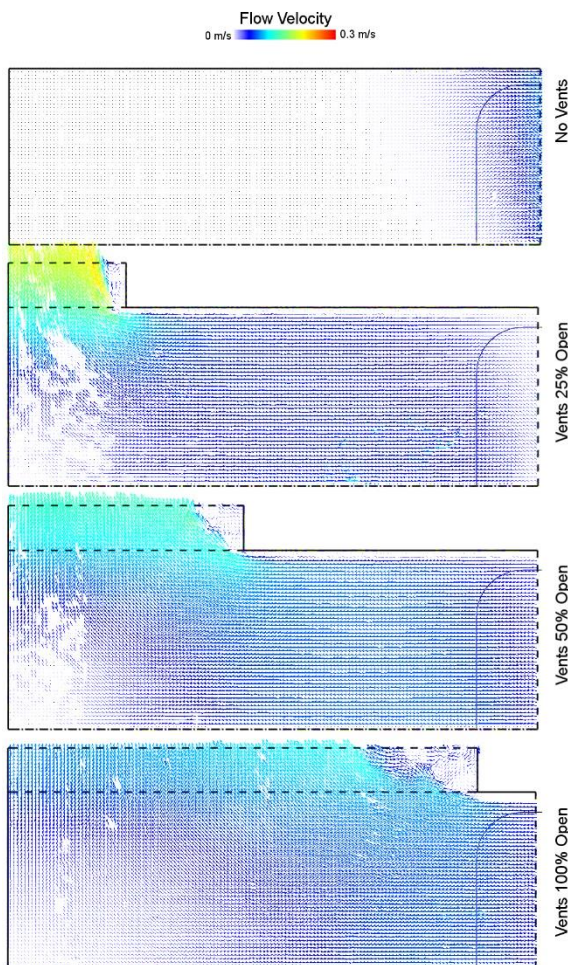 Flow Velocity
0 m/s 0.3 m/s
No Vents
Vents 25% Open
Vents 50% Open
Vents 100% Open